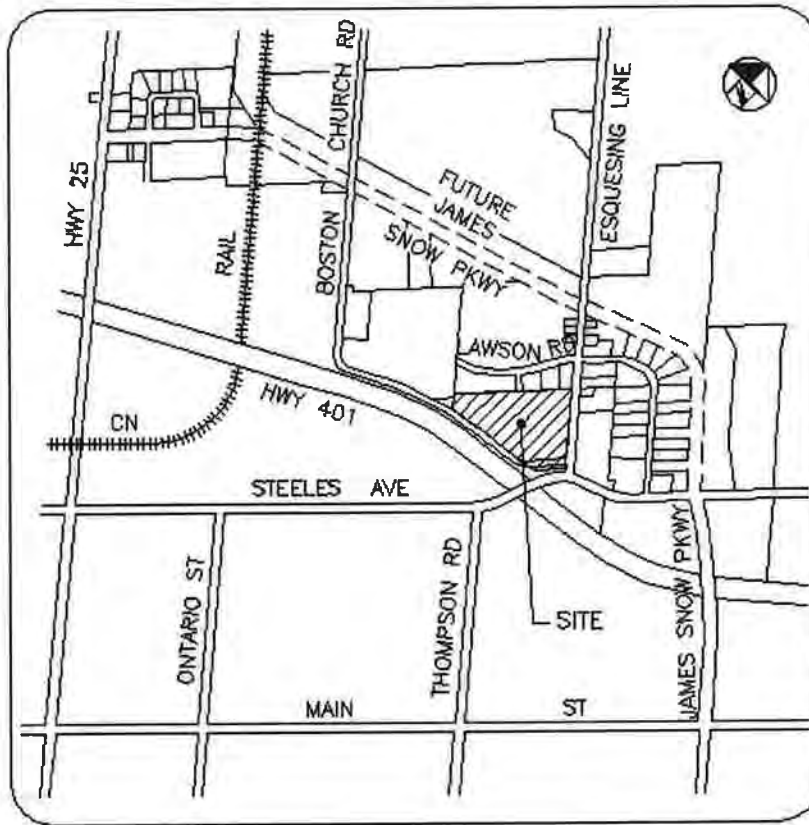 HWY 25
RAIL
CN
BOSTON
CHURCH RD
FUTURE
JAMES
SNOW PKWY
ESQUESING LINE
LAWSON RD
HWY 401
STEELES AVE
ONTARIO ST
THOMPSON RD
SITE
JAMES SNOW PKWY
MAIN ST